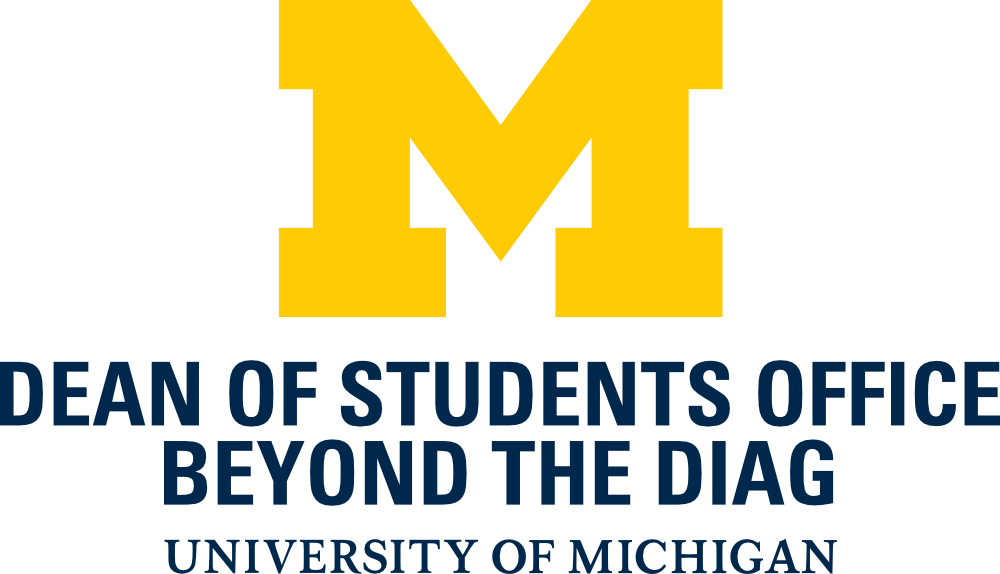 M
DEAN OF STUDENTS OFFICE
BEYOND THE DIAG
UNIVERSITY OF MICHIGAN